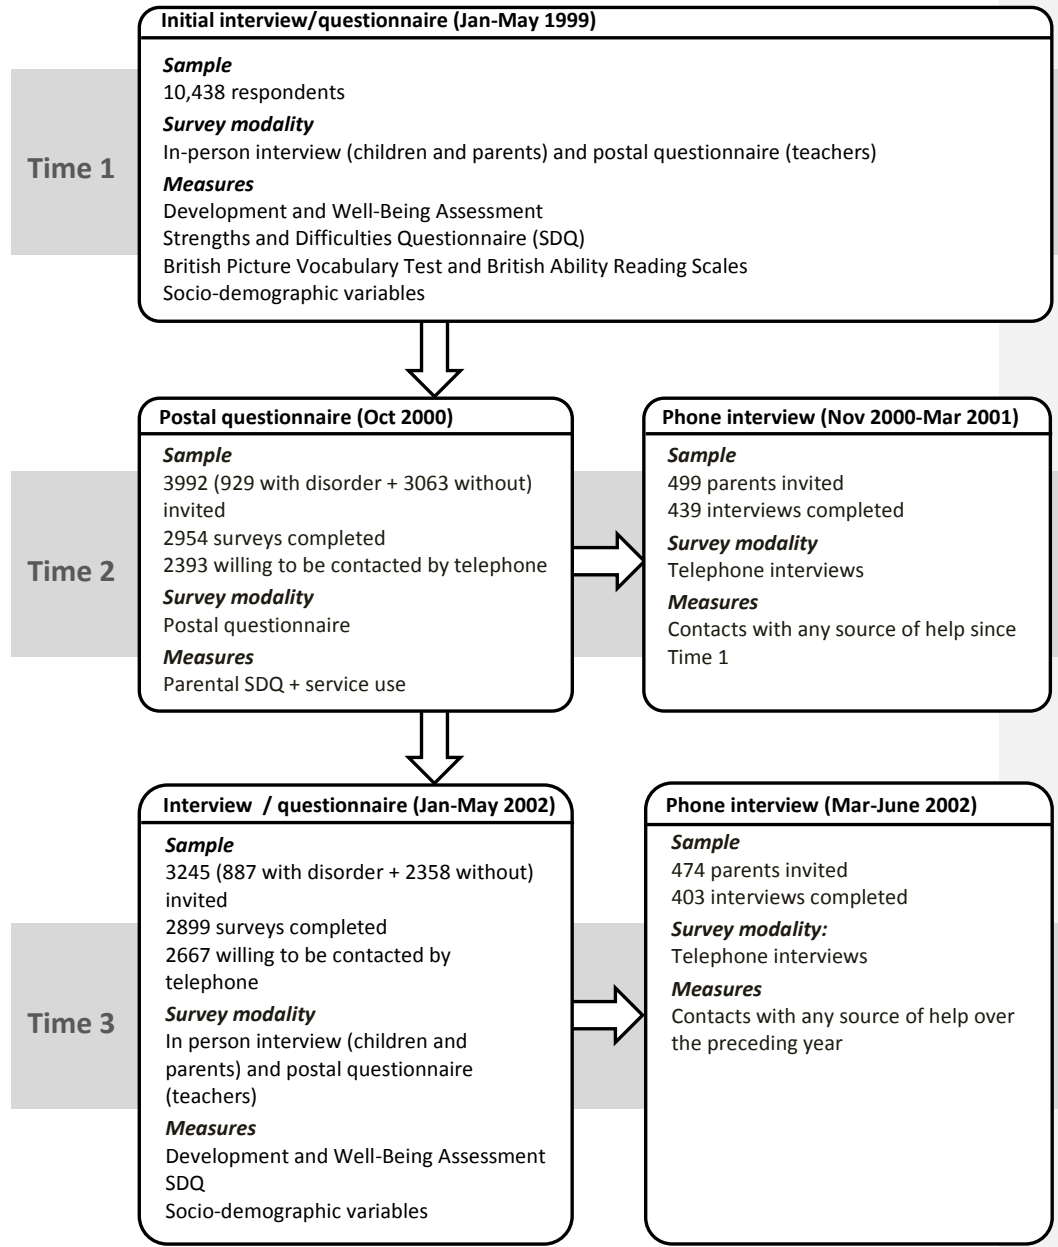 Initial interview/questionnaire (Jan-May 1999)
Sample
10,438 respondents
Survey modality
In-person interview (children and parents) and postal questionnaire (teachers)
Measures
Development and Well-Being Assessment
Strengths and Difficulties Questionnaire (SDQ)
British Picture Vocabulary Test and British Ability Reading Scales
Socio-demographic variables
Time 1
Postal questionnaire (Oct 2000)
Sample
3992 (929 with disorder + 3063 without)
invited
2954 surveys completed
2393 willing to be contacted by telephone
Survey modality
Postal questionnaire
Measures
Parental SDQ + service use
Phone interview (Nov 2000-Mar 2001)
Sample
499 parents invited
439 interviews completed
Survey modality
Telephone interviews
Measures
Contacts with any source of help since
Time 1
Time 2
Interview  / questionnaire (Jan-May 2002)
Sample
3245 (887 with disorder + 2358 without)
invited
2899 surveys completed
2667 willing to be contacted by
telephone
Survey modality
In person interview (children and
parents) and postal questionnaire
(teachers)
Measures
Development and Well-Being Assessment
SDQ
Socio-demographic variables
Phone interview (Mar-June 2002)
Sample
474 parents invited
403 interviews completed
Survey modality:
Telephone interviews
Measures
Contacts with any source of help over
the preceding year
Time 3